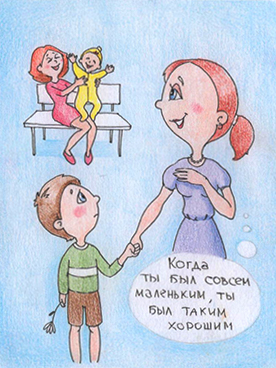 Когда
ты был совсем
маленьким, ты
был таким
хорошим